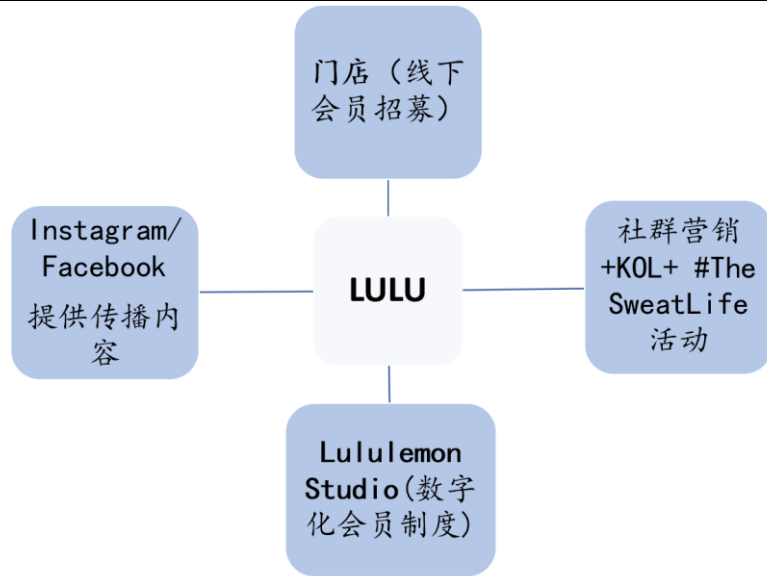 门店（线下
会员招募）
Instagram/
Facebook
提供传播内
容
LULU
社群营销
+KOL+ #The
SweatLife
活动
Lululemon
Studio(数字
化会员制度)